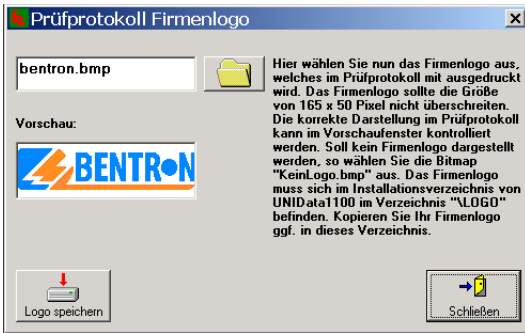 Prüfprotokoll Firmenlogo
bentron.bmp
Vorschau:
BENTRON
Hier wählen Sie nun das Firmenlogo aus,
welches im Prüfprotokoll mit ausgedruckt
wird. Das Firmenlogo sollte die Größe
von 165 x 50 Pixel nicht überschreiten.
Die korrekte Darstellung im Prüfprotokoll
kann im Vorschaufenster kontrolliert
werden. Soll kein Firmenlogo dargestellt
werden, so wählen Sie die Bitmap
"KeinLogo.bmp" aus. Das Firmenlogo
muss sich im Installationsverzeichnis von
UNIData1100 im Verzeichnis "\LOGO"
befinden. Kopieren Sie Ihr Firmenlogo
ggf. in dieses Verzeichnis.
Logo speichern
Schließen